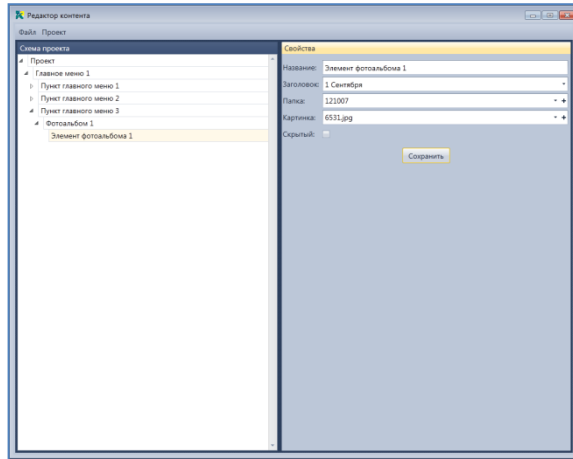 Редактор контента
Файл Проект
Схема проекта
Проект
Главное меню 1
Пункт главного меню 1
Пункт главного меню 2
Пункт главного меню 3
Фотоальбом 1
Элемент фотоальбома 1
Свойства
Название: Элемент фотоальбома 1
Заголовок: 1 Сентября
Папка: 121007
Картинка: 6531.jpg
Скрытый:
Сохранить